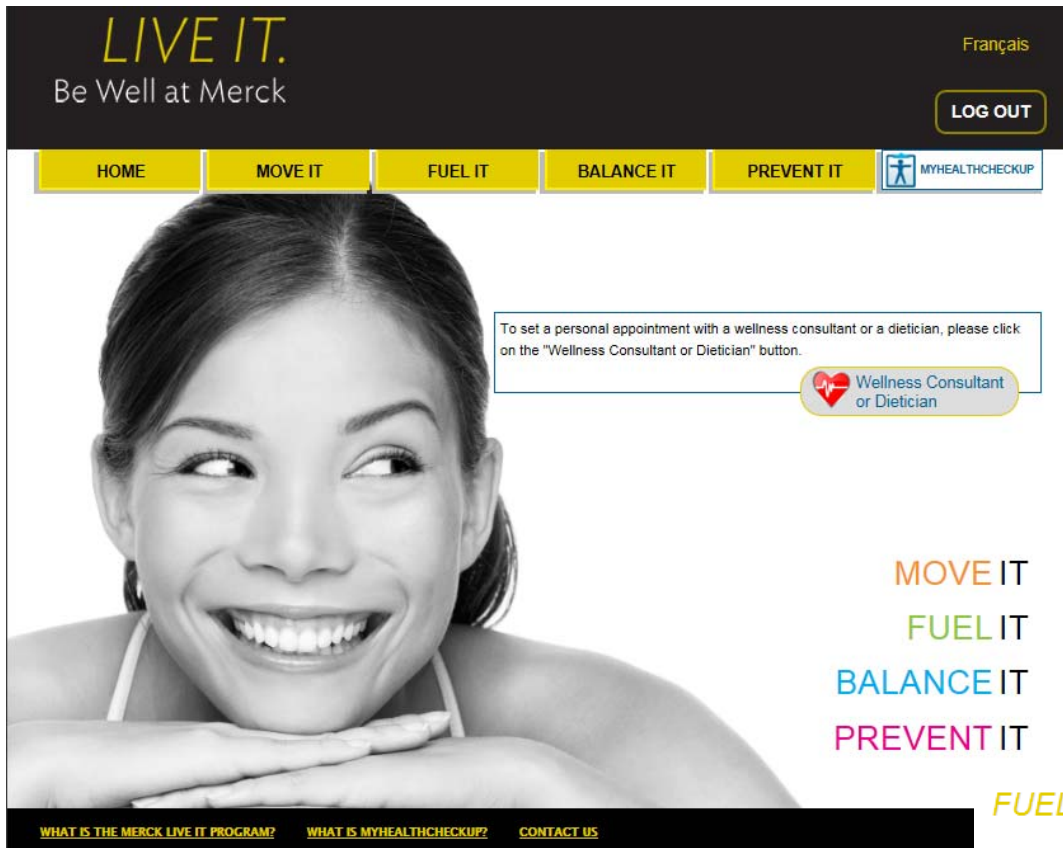 LIVE IT.
Be Well at Merck
Français
LOG OUT
HOME
MOVE IT
FUEL IT
BALANCE IT
PREVENT IT
MYHEALTHCHECKUP
To set a personal appointment with a wellness consultant or a dietician, please click
on the "Wellness Consultant or Dietician" button.
Wellness Consultant
or Dietician
MOVE IT
FUEL IT
BALANCE IT
PREVENT IT
FUEL
WHAT IS THE MERCK LIVE IT PROGRAM?
WHAT IS MYHEALTHCHECKUP?
CONTACT US